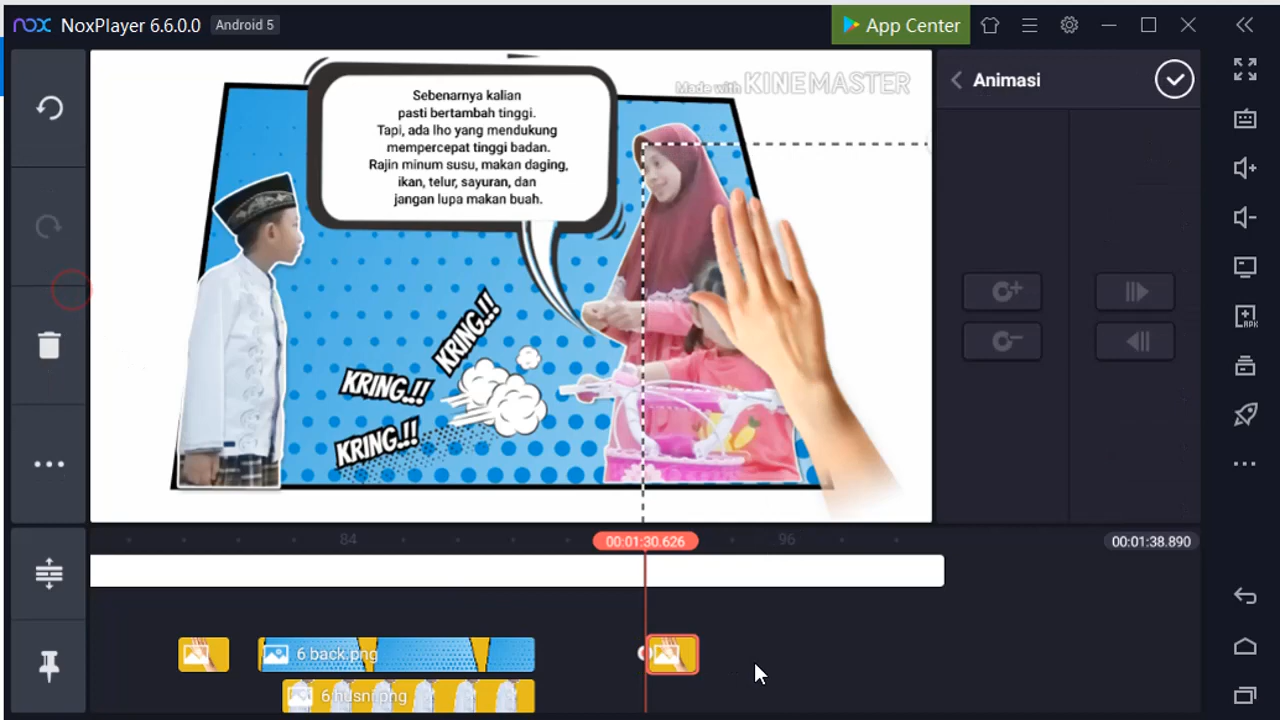 nox NoxPlayer 6.6.0.0 Android 5
App Center
Made with KINEMASTER
Animasi
Sebenarnya kalian
pasti bertambah tinggi.
Tapi, ada lho yang mendukung
mempercepat tinggi badan.
Rajin minum susu, makan daging,
ikan, telur, sayuran, dan
jangan lupa makan buah.
KRING..!!
KRING..!!
KRING..!!
APK
84
00:01:30.626
96
00:01:38.890
6 back.png
6 husni.png